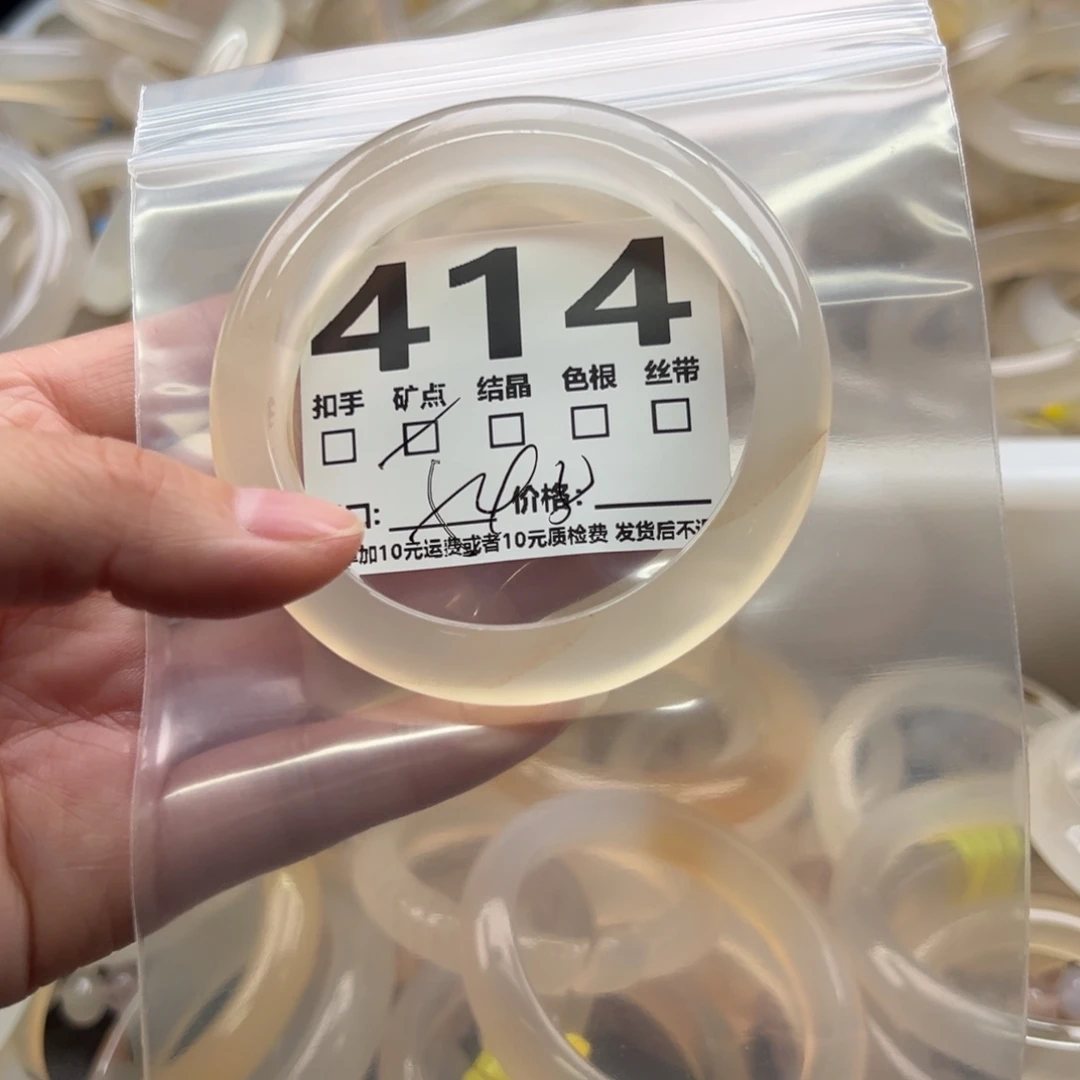 414
扣手 矿点 结晶 色根 丝带
口: 价格:
加10元运费或者10元质检费 发货后不